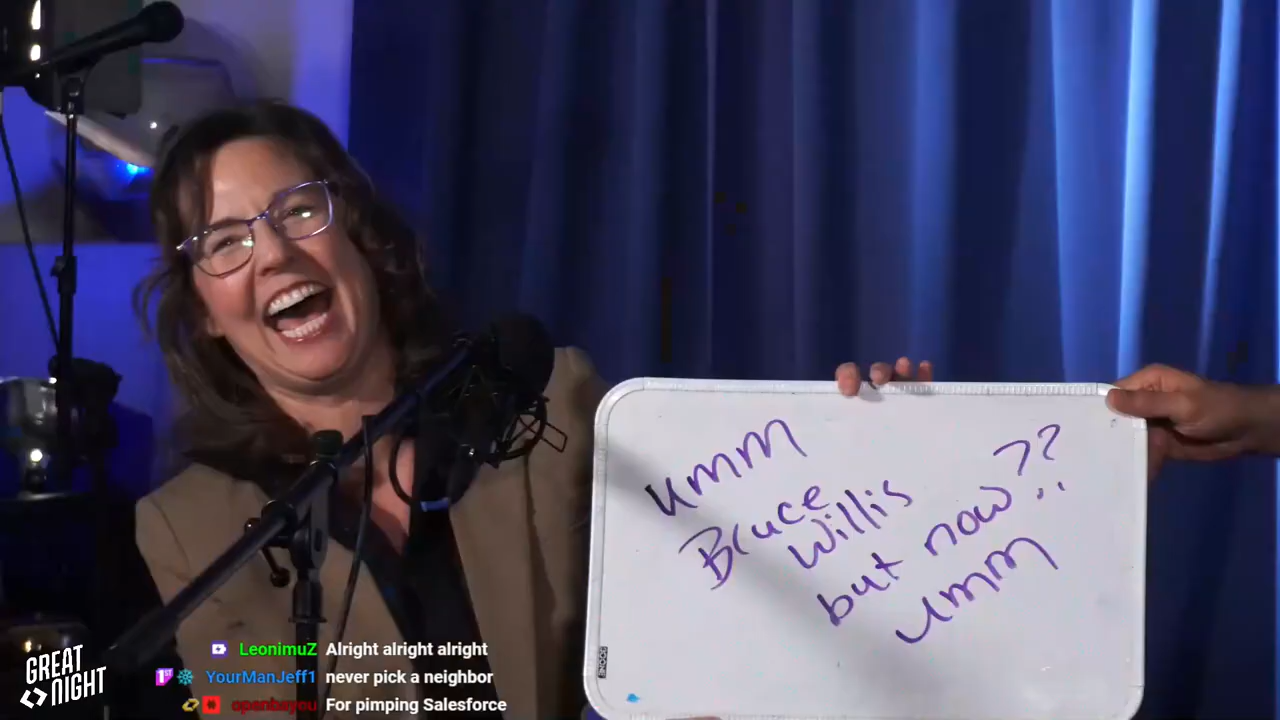 umm
Bruce
Willis
but now??
umm
LeonimuZ Alright alright alright
YourManJeff1 never pick a neighbor
openbayou For pimping Salesforce
GREAT
NIGHT